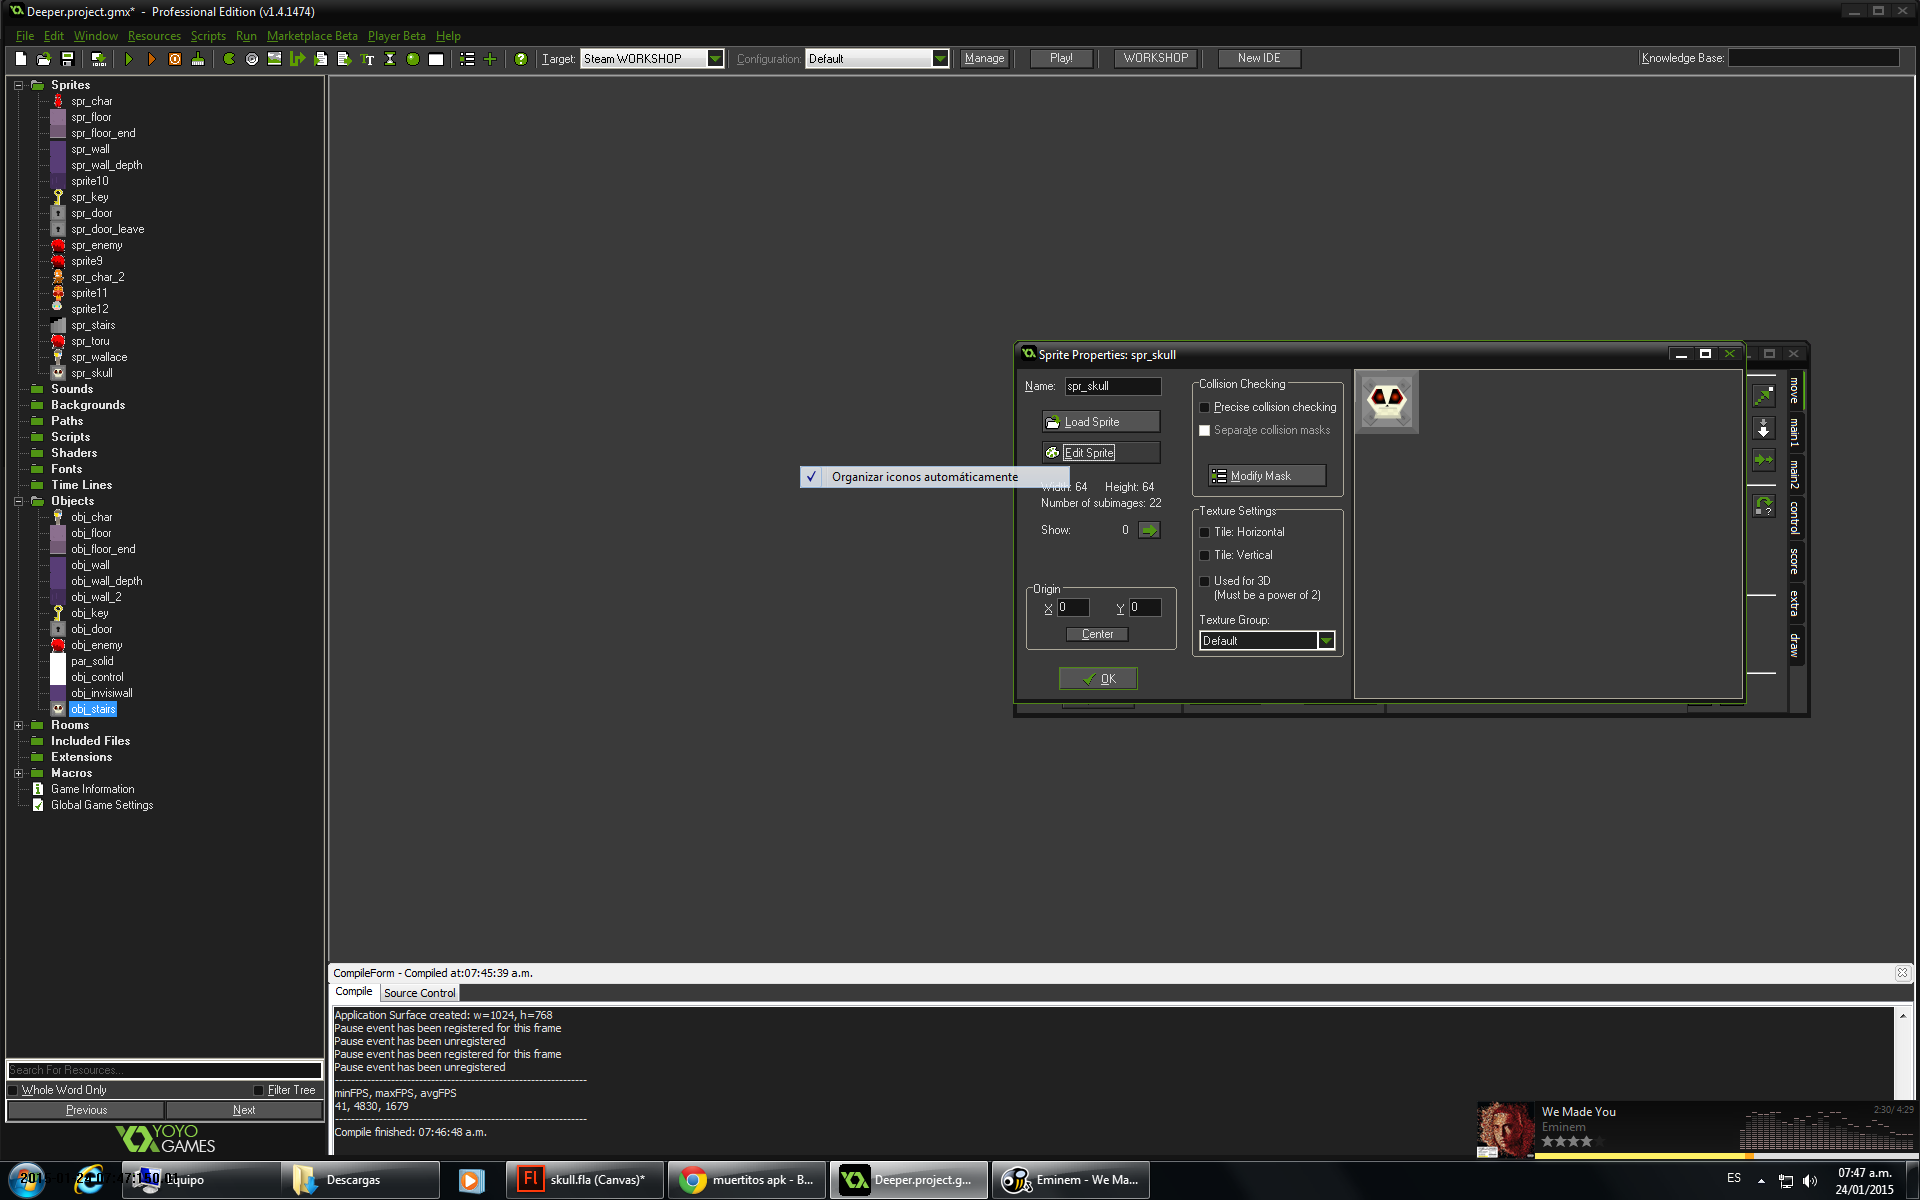 Deeper.project.gmx* - Professional Edition (v1.4.1474)
File Edit Window Resources Scripts Run Marketplace Beta Player Beta Help
Target: Steam WORKSHOP Configuration: Default Manage Play! WORKSHOP New IDE Knowledge Base:
Sprites
spr_char
spr_floor
spr_floor_end
spr_wall
spr_wall_depth
sprite10
spr_key
spr_door
spr_door_leave
spr_enemy
sprite9
spr_char_2
sprite11
sprite12
spr_stairs
spr_toru
spr_wallace
spr_skull
Sounds
Backgrounds
Paths
Scripts
Shaders
Fonts
Time Lines
Objects
obj_char
obj_floor
obj_floor_end
obj_wall
obj_wall_depth
obj_wall_2
obj_key
obj_door
obj_enemy
par_solid
obj_control
obj_invisiwall
obj_stairs
Rooms
Included Files
Extensions
Macros
Game Information
Global Game Settings
Search For Resources...
Whole Word Only Filter Tree
Previous Next
YOYO
GAMES
Sprite Properties: spr_skull
Name: spr_skull
Load Sprite
Edit Sprite
Organizar iconos automáticamente
Width: 64 Height: 64
Number of subimages: 22
Show: 0
Origin
X 0 Y 0
Center
OK
Collision Checking
Precise collision checking
Separate collision masks
Modify Mask
Texture Settings
Tile: Horizontal
Tile: Vertical
Used for 3D
(Must be a power of 2)
Texture Group:
Default
move
main1
main2
control
score
extra
draw
CompileForm - Compiled at:07:45:39 a.m.
Compile Source Control
Application Surface created: w=1024, h=768
Pause event has been registered for this frame
Pause event has been unregistered
Pause event has been registered for this frame
Pause event has been unregistered
minFPS, maxFPS, avgFPS
41, 4830, 1679
Compile finished: 07:46:48 a.m.
We Made You 2:30/ 4:29
Eminem
Equipo
Descargas
Fl skull.fla (Canvas)*
muertitos apk - B...
Deeper.project.g...
Eminem - We Ma...
ES
07:47 a.m.
24/01/2015